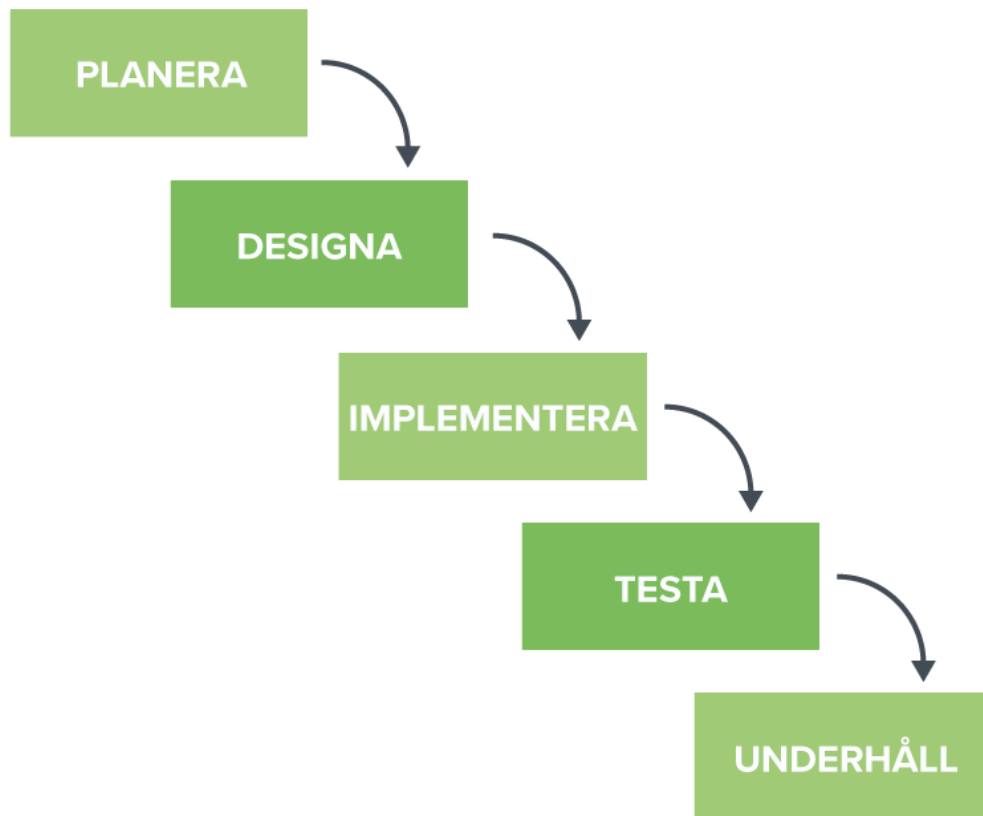 PLANERA
DESIGNA
IMPLEMENTERA
TESTA
UNDERHÅLL